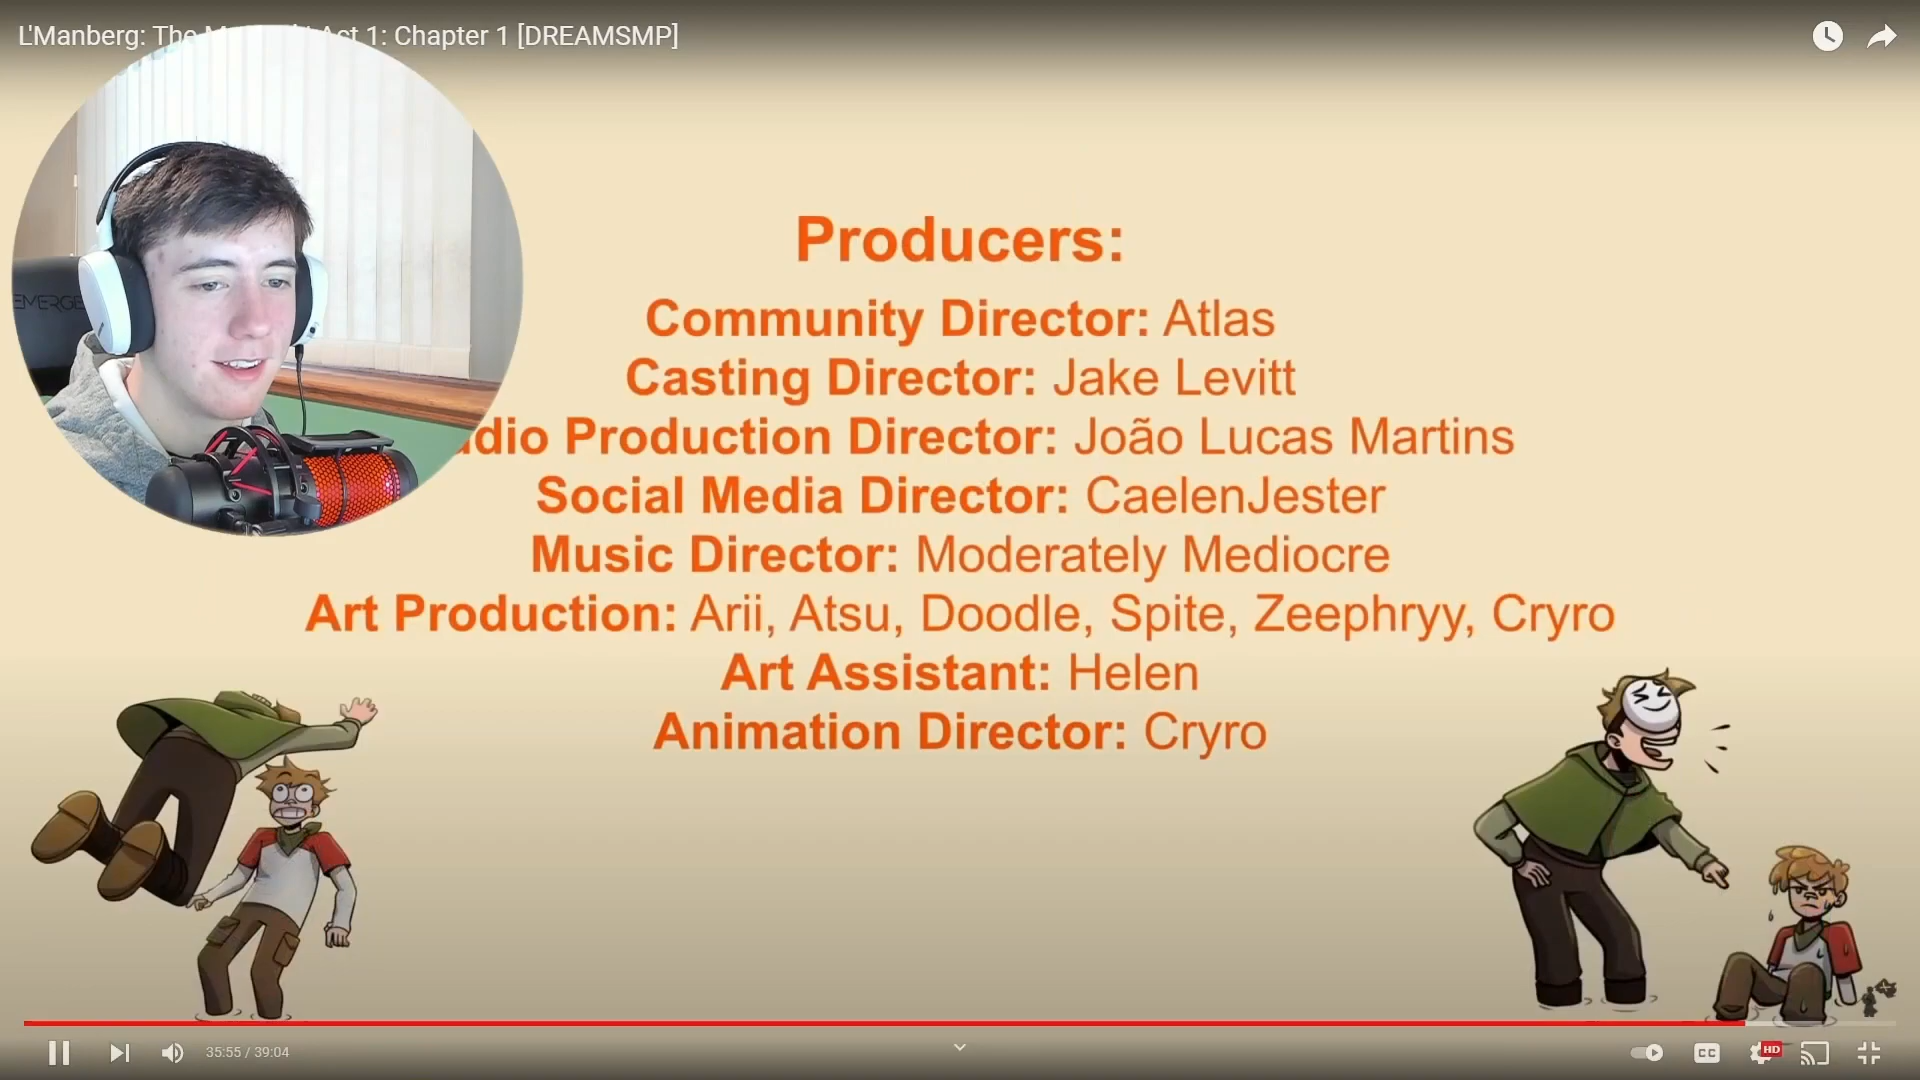 L'Manberg: The Act 1: Chapter 1 [DREAMSMP]
EMERGE
Producers:
Community Director: Atlas
Casting Director: Jake Levitt
dio Production Director: João Lucas Martins
Social Media Director: CaelenJester
Music Director: Moderately Mediocre
Art Production: Arii, Atsu, Doodle, Spite, Zeephryy, Cryro
Art Assistant: Helen
Animation Director: Cryro
35:55 / 39:04
CC
HD